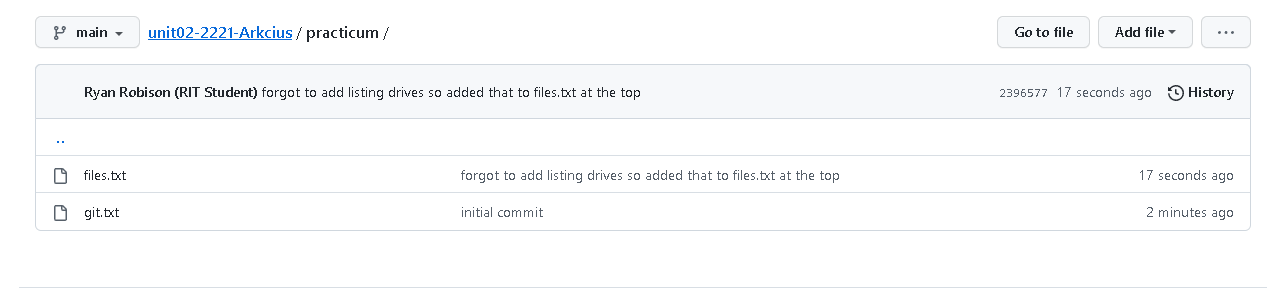 main unit02-2221-Arkcius / practicum / Go to file Add file ...
Ryan Robison (RIT Student) forgot to add listing drives so added that to files.txt at the top 2396577 17 seconds ago History
..
files.txt forgot to add listing drives so added that to files.txt at the top 17 seconds ago
git.txt initial commit 2 minutes ago